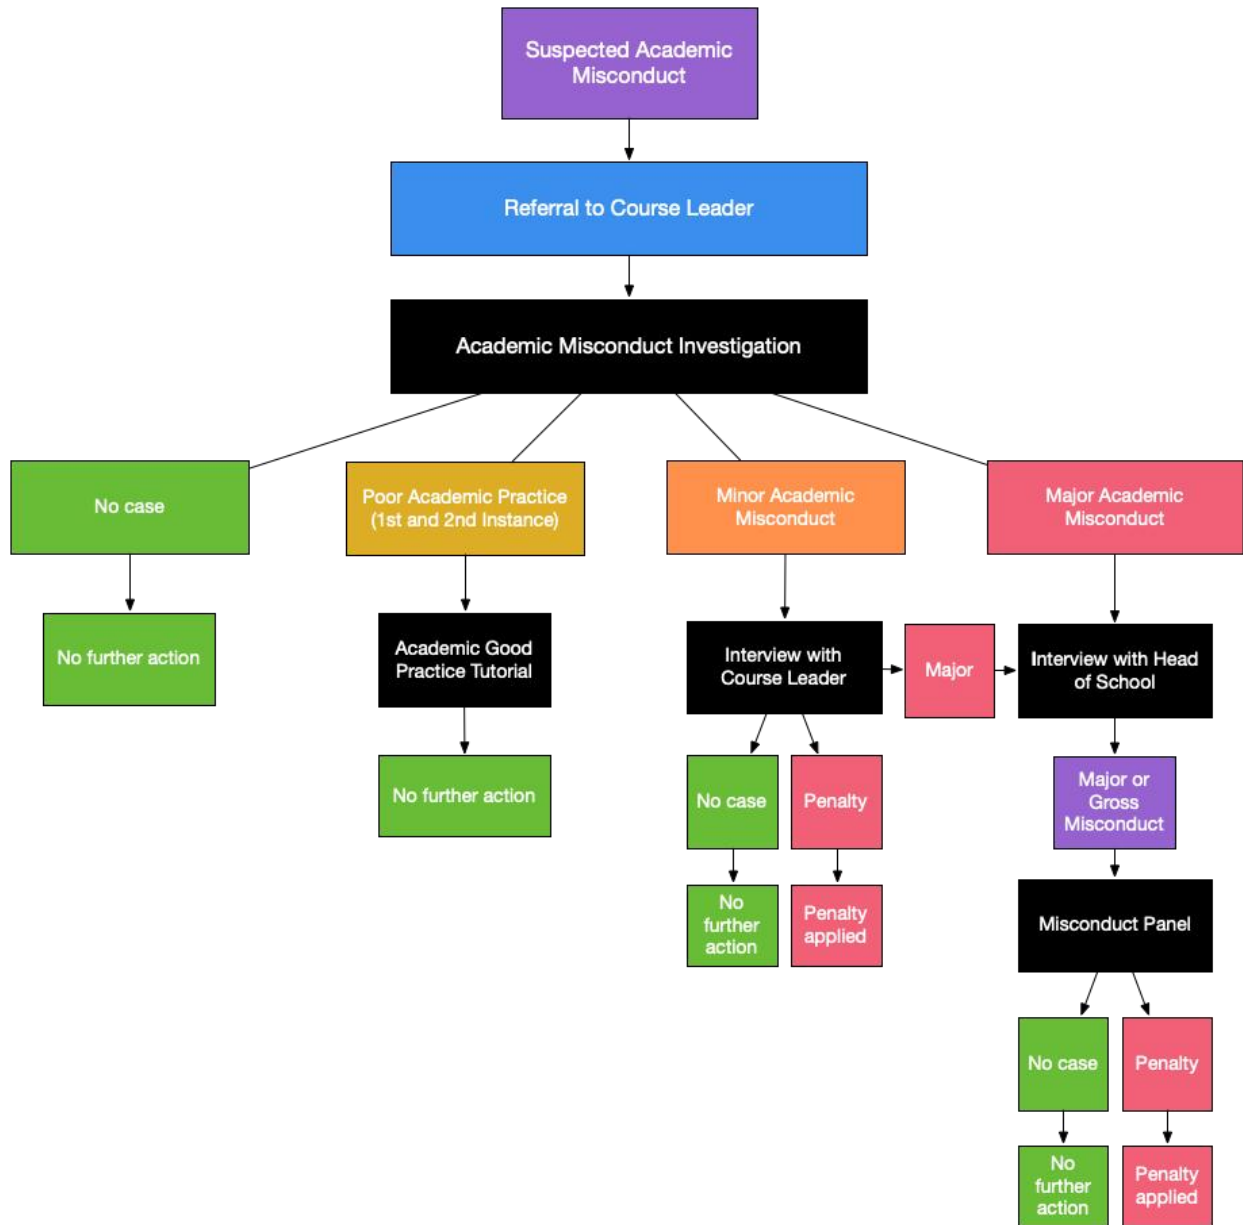 Suspected Academic
Misconduct
Referral to Course Leader
Academic Misconduct Investigation
No case
Poor Academic Practice
(1st and 2nd Instance)
Minor Academic
Misconduct
Major Academic
Misconduct
No further action
Academic Good
Practice Tutorial
Interview with
Course Leader
Major
Interview with Head
of School
No further action
No case
Penalty
Major or
Gross
Misconduct
No
further
action
Penalty
applied
Misconduct Panel
No case
Penalty
No
further
action
Penalty
applied